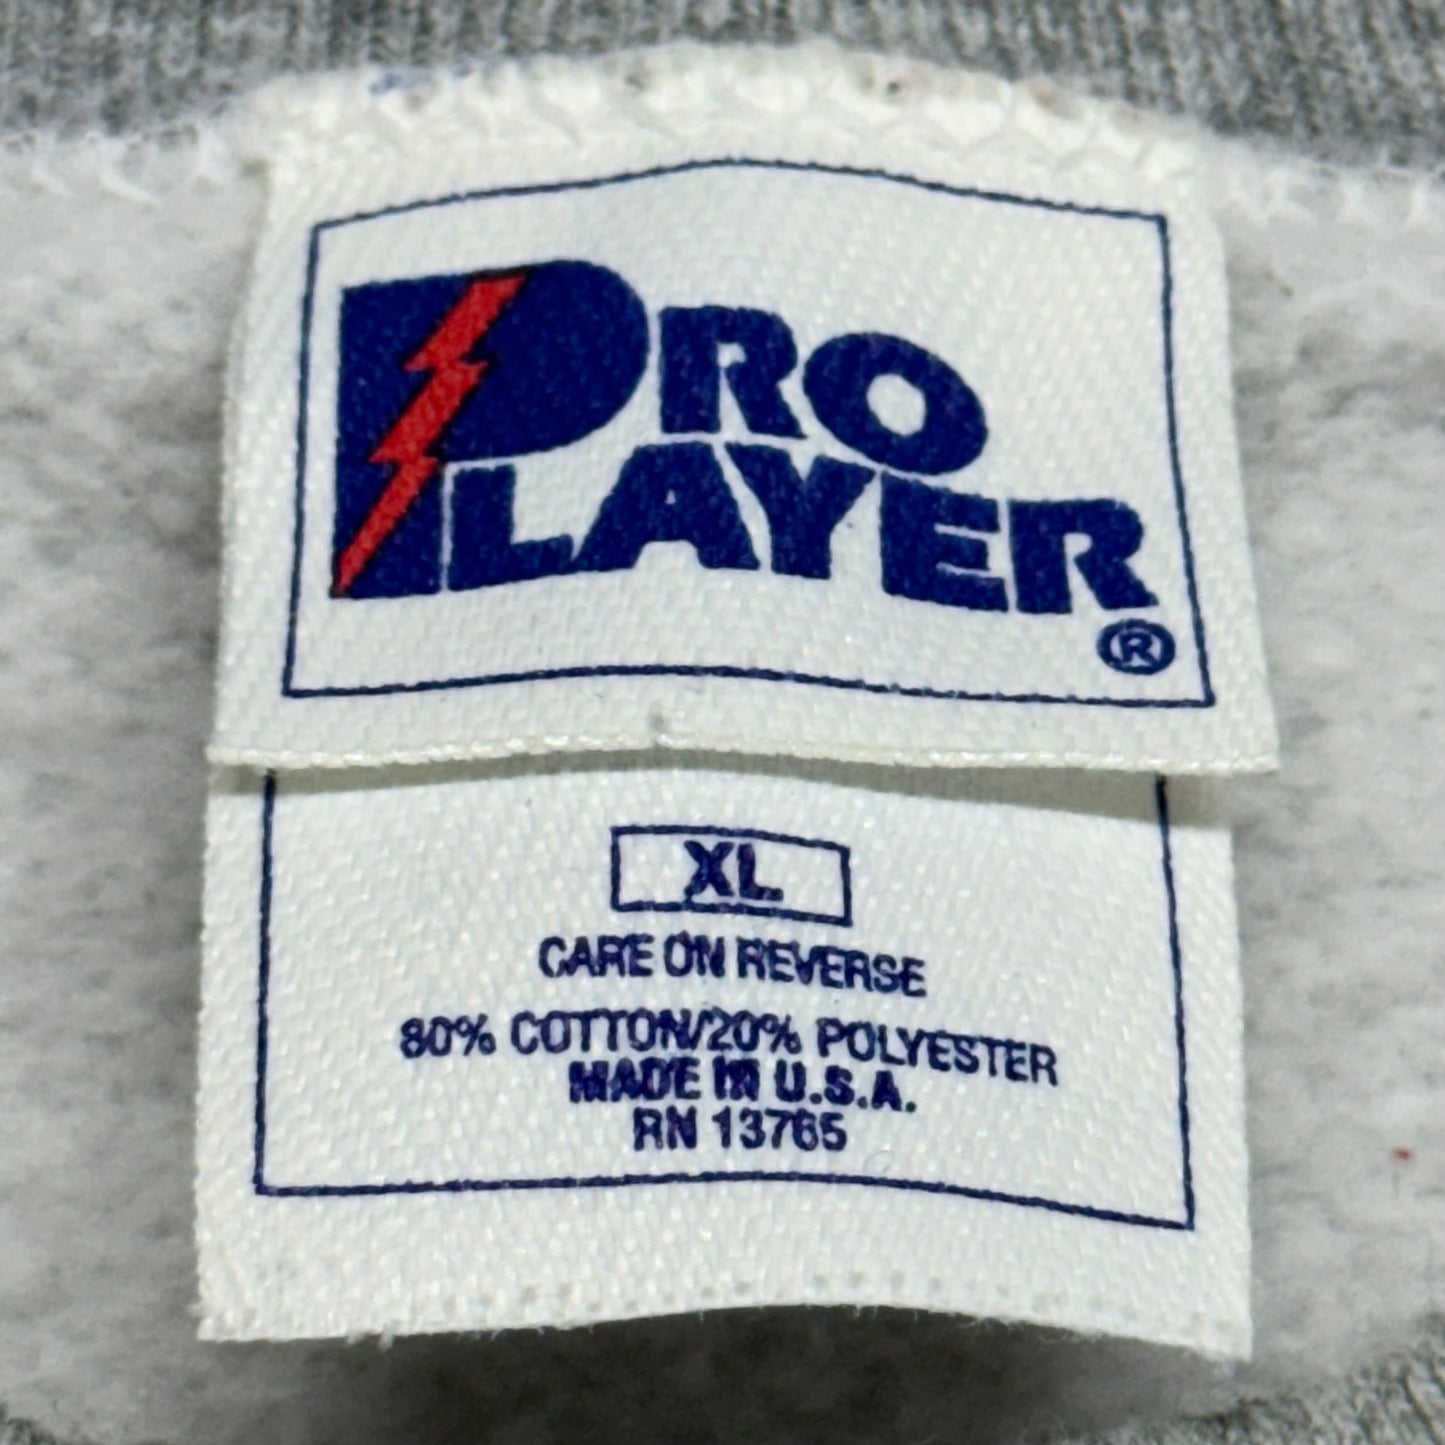 PRO
PLAYER
®
XL
CARE ON REVERSE
80% COTTON/20% POLYESTER
MADE IN U.S.A.
RN 13765